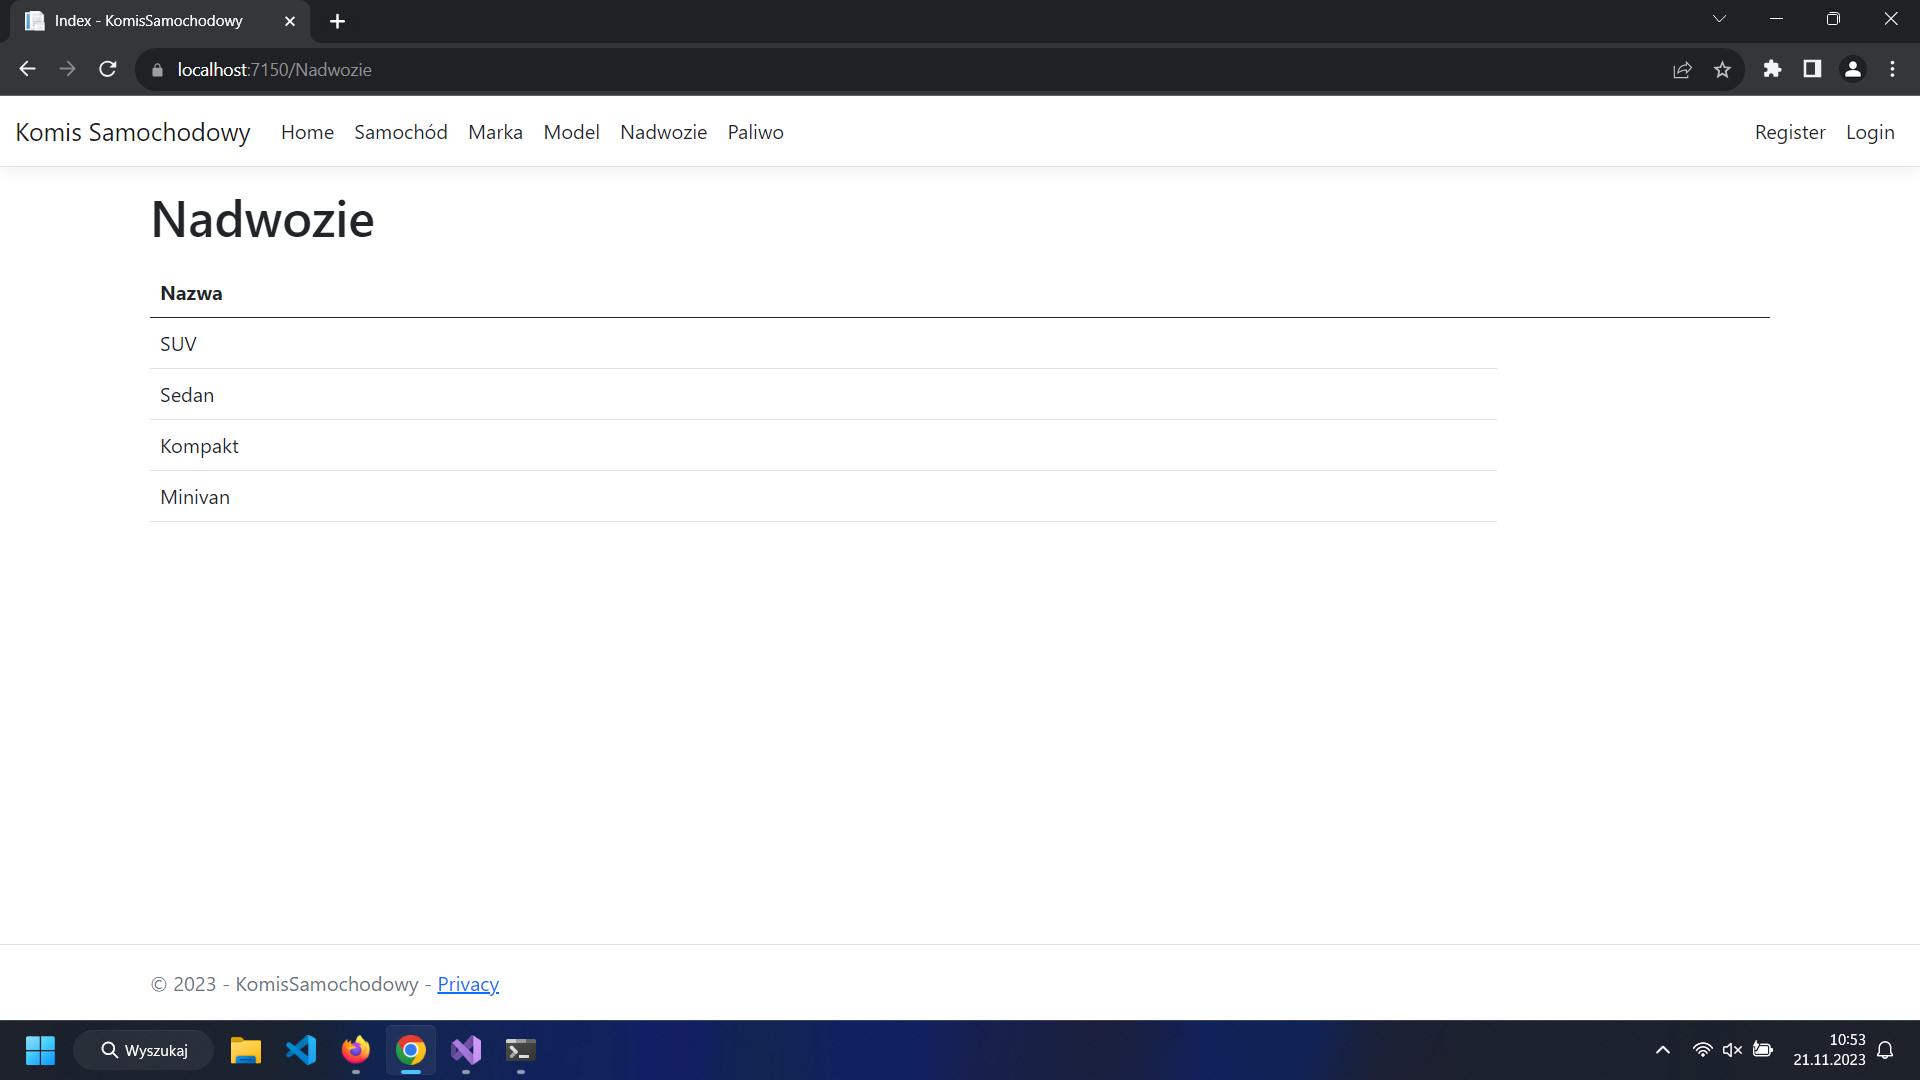 Index - KomisSamochodowy
localhost:7150/Nadwozie
Komis Samochodowy Home Samochód Marka Model Nadwozie Paliwo Register Login
Nadwozie
Nazwa
SUV
Sedan
Kompakt
Minivan
© 2023 - KomisSamochodowy - Privacy
Wyszukaj
10:53
21.11.2023